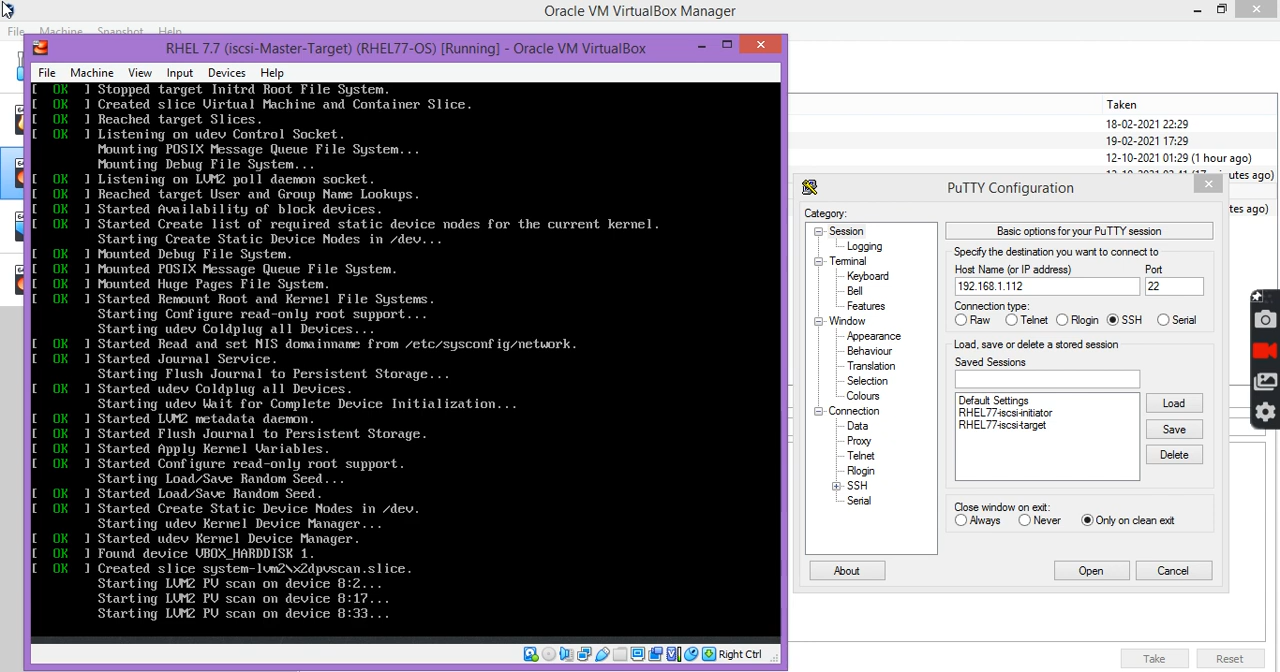 Oracle VM VirtualBox Manager
File Machine Snapshot Help
RHEL 7.7 (iscsi-Master-Target) (RHEL77-OS) [Running] - Oracle VM VirtualBox
File Machine View Input Devices Help
[ OK ] Stopped target Initrd Root File System.
[ OK ] Created slice Virtual Machine and Container Slice.
[ OK ] Reached target Slices.
[ OK ] Listening on udev Control Socket.
Mounting POSIX Message Queue File System...
Mounting Debug File System...
[ OK ] Listening on LVM2 poll daemon socket.
[ OK ] Reached target User and Group Name Lookups.
[ OK ] Started Availability of block devices.
[ OK ] Started Create list of required static device nodes for the current kernel.
Starting Create Static Device Nodes in /dev...
[ OK ] Mounted Debug File System.
[ OK ] Mounted POSIX Message Queue File System.
[ OK ] Mounted Huge Pages File System.
[ OK ] Started Remount Root and Kernel File Systems.
Starting Configure read-only root support...
Starting udev Coldplug all Devices...
[ OK ] Started Read and set NIS domainname from /etc/sysconfig/network.
[ OK ] Started Journal Service.
Starting Flush Journal to Persistent Storage...
[ OK ] Started udev Coldplug all Devices.
Starting udev Wait for Complete Device Initialization...
[ OK ] Started LVM2 metadata daemon.
[ OK ] Started Flush Journal to Persistent Storage.
[ OK ] Started Apply Kernel Variables.
[ OK ] Started Configure read-only root support.
Starting Load/Save Random Seed...
[ OK ] Started Load/Save Random Seed.
[ OK ] Started Create Static Device Nodes in /dev.
Starting udev Kernel Device Manager...
[ OK ] Started udev Kernel Device Manager.
[ OK ] Found device VBOX_HARDDISK 1.
[ OK ] Created slice system-lvm2\x2dpvscan.slice.
Starting LVM2 PV scan on device 8:2...
Starting LVM2 PV scan on device 8:17...
Starting LVM2 PV scan on device 8:33...
Right Ctrl
Taken
18-02-2021 22:29
19-02-2021 17:29
12-10-2021 01:29 (1 hour ago)
utes ago)
tes ago)
PuTTY Configuration
Category:
Session
Logging
Terminal
Keyboard
Bell
Features
Window
Appearance
Behaviour
Translation
Selection
Colours
Connection
Data
Proxy
Telnet
Rlogin
SSH
Serial
Basic options for your PuTTY session
Specify the destination you want to connect to
Host Name (or IP address) Port
192.168.1.112 22
Connection type:
Raw Telnet Rlogin SSH Serial
Load, save or delete a stored session
Saved Sessions
Default Settings
RHEL77-iscsi-initiator
RHEL77-iscsi-target
Load
Save
Delete
Close window on exit:
Always Never Only on clean exit
About Open Cancel
Take Reset